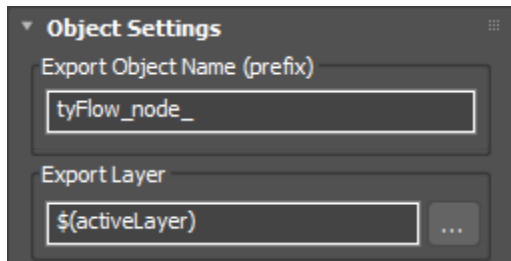 Object Settings
Export Object Name (prefix)
tyFlow_node_
Export Layer
$(activeLayer)
...